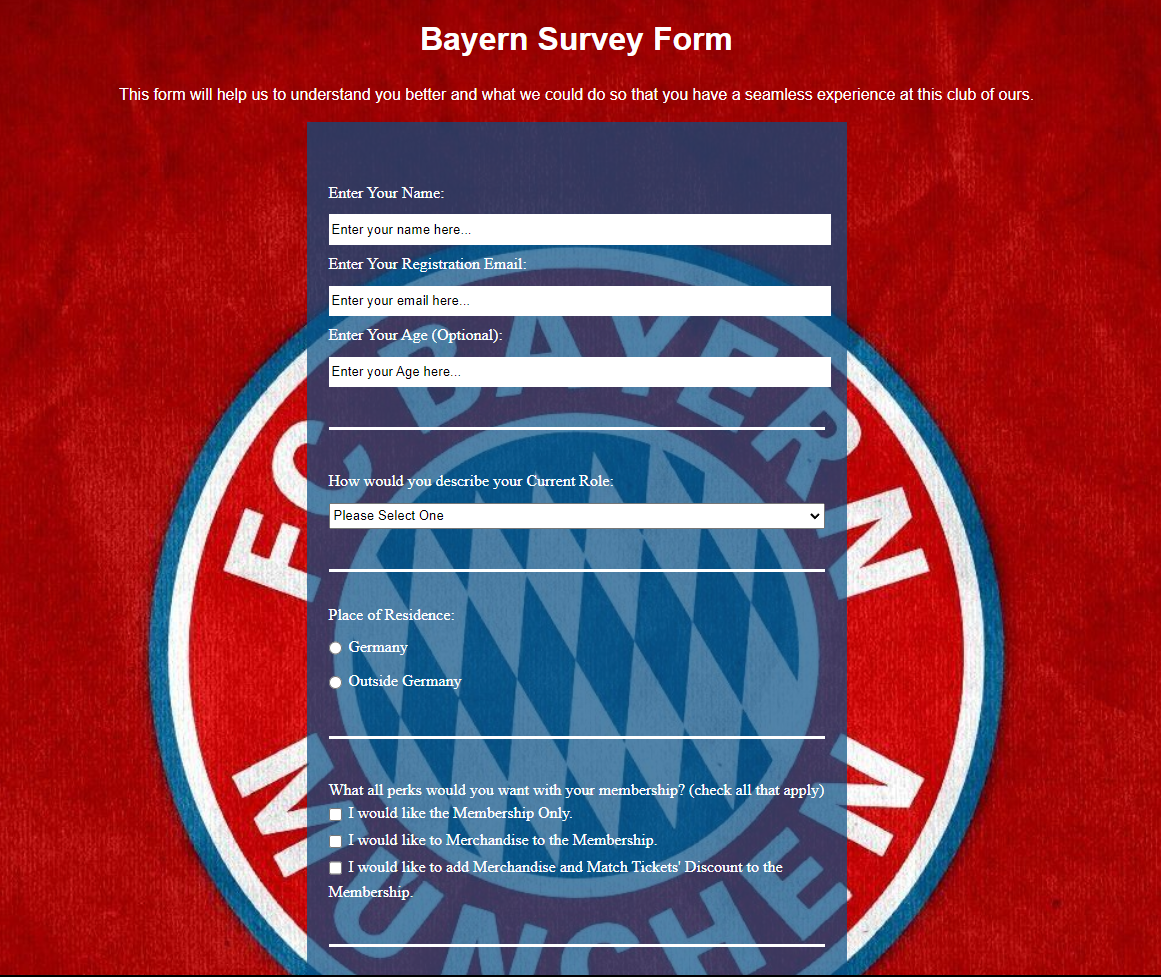 Bayern Survey Form
This form will help us to understand you better and what we could do so that you have a seamless experience at this club of ours.
Enter Your Name:
Enter your name here...
Enter Your Registration Email:
Enter your email here...
Enter Your Age (Optional):
Enter your Age here...
FC BAYERN
How would you describe your Current Role:
Please Select One
Place of Residence:
Germany
Outside Germany
What all perks would you want with your membership? (check all that apply)
I would like the Membership Only.
I would like to Merchandise to the Membership.
I would like to add Merchandise and Match Tickets' Discount to the
Membership.
MÜNCHEN